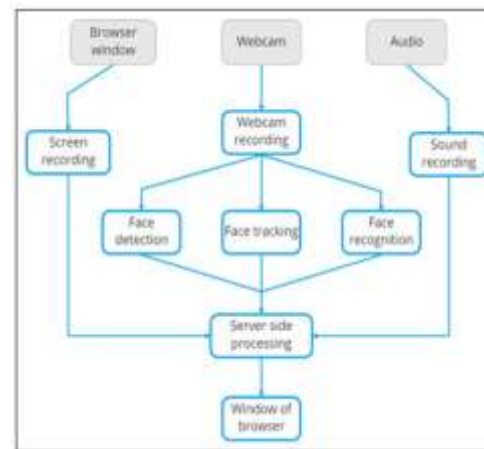 Browser
window
Webcam
Audio
Webcam
recording
Screen
recording
Sound
recording
Face
detection
Face tracking
Face
recognition
Server side
processing
Window of
browser